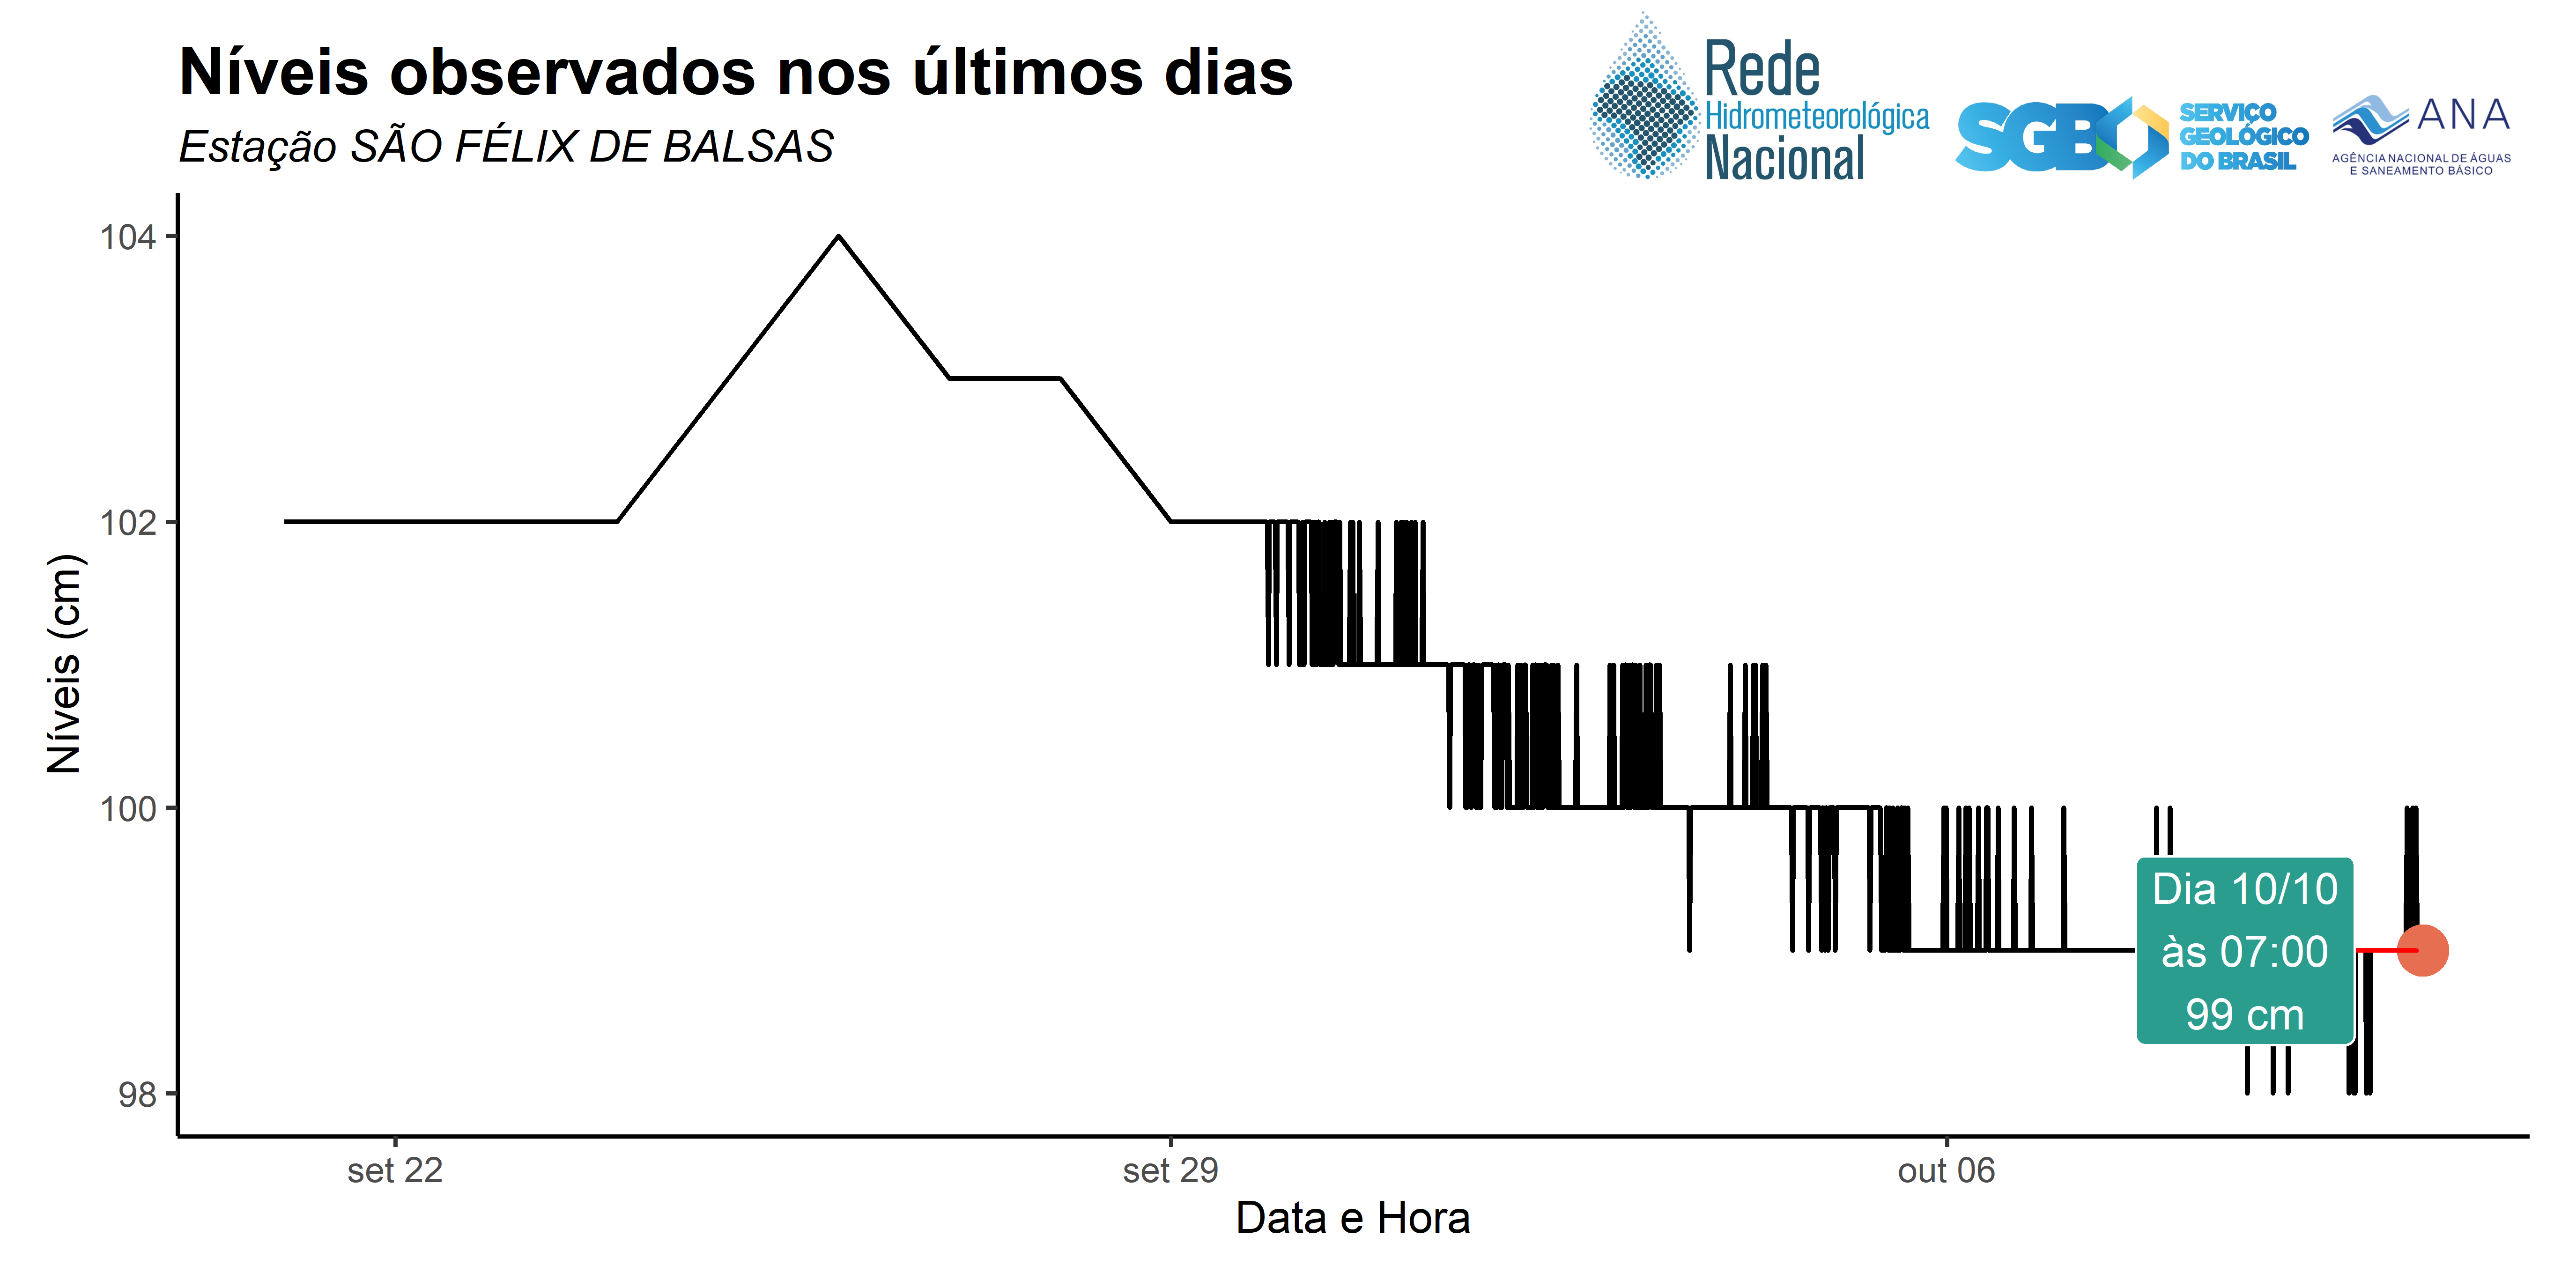 Níveis observados nos últimos dias
Estação SÃO FÉLIX DE BALSAS
Rede
Hidrometeorológica
Nacional
SGB
SERVIÇO
GEOLÓGICO
DO BRASIL
ANA
AGÊNCIA NACIONAL DE ÁGUAS
E SANEAMENTO BÁSICO
Níveis (cm)
104
102
100
98
Dia 10/10
às 07:00
99 cm
set 22
set 29
out 06
Data e Hora